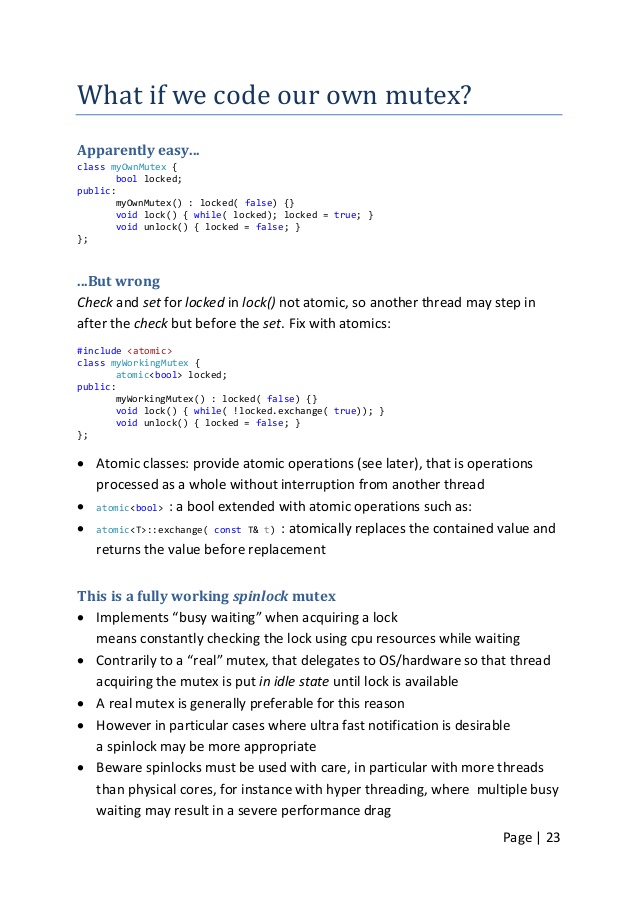 What if we code our own mutex?
Apparently easy...
class myOwnMutex {
bool locked;
public:
myOwnMutex() : locked( false) {}
void lock() { while( locked); locked = true; }
void unlock() { locked = false; }
};
...But wrong
Check and set for locked in lock() not atomic, so another thread may step in
after the check but before the set. Fix with atomics:
#include <atomic>
class myWorkingMutex {
atomic<bool> locked;
public:
myWorkingMutex() : locked( false) {}
void lock() { while( !locked.exchange( true)); }
void unlock() { locked = false; }
};
• Atomic classes: provide atomic operations (see later), that is operations
processed as a whole without interruption from another thread
• atomic<bool> : a bool extended with atomic operations such as:
• atomic<T>::exchange( const T& t) : atomically replaces the contained value and
returns the value before replacement
This is a fully working spinlock mutex
• Implements “busy waiting” when acquiring a lock
means constantly checking the lock using cpu resources while waiting
• Contrarily to a “real” mutex, that delegates to OS/hardware so that thread
acquiring the mutex is put in idle state until lock is available
• A real mutex is generally preferable for this reason
• However in particular cases where ultra fast notification is desirable
a spinlock may be more appropriate
• Beware spinlocks must be used with care, in particular with more threads
than physical cores, for instance with hyper threading, where multiple busy
waiting may result in a severe performance drag
Page | 23